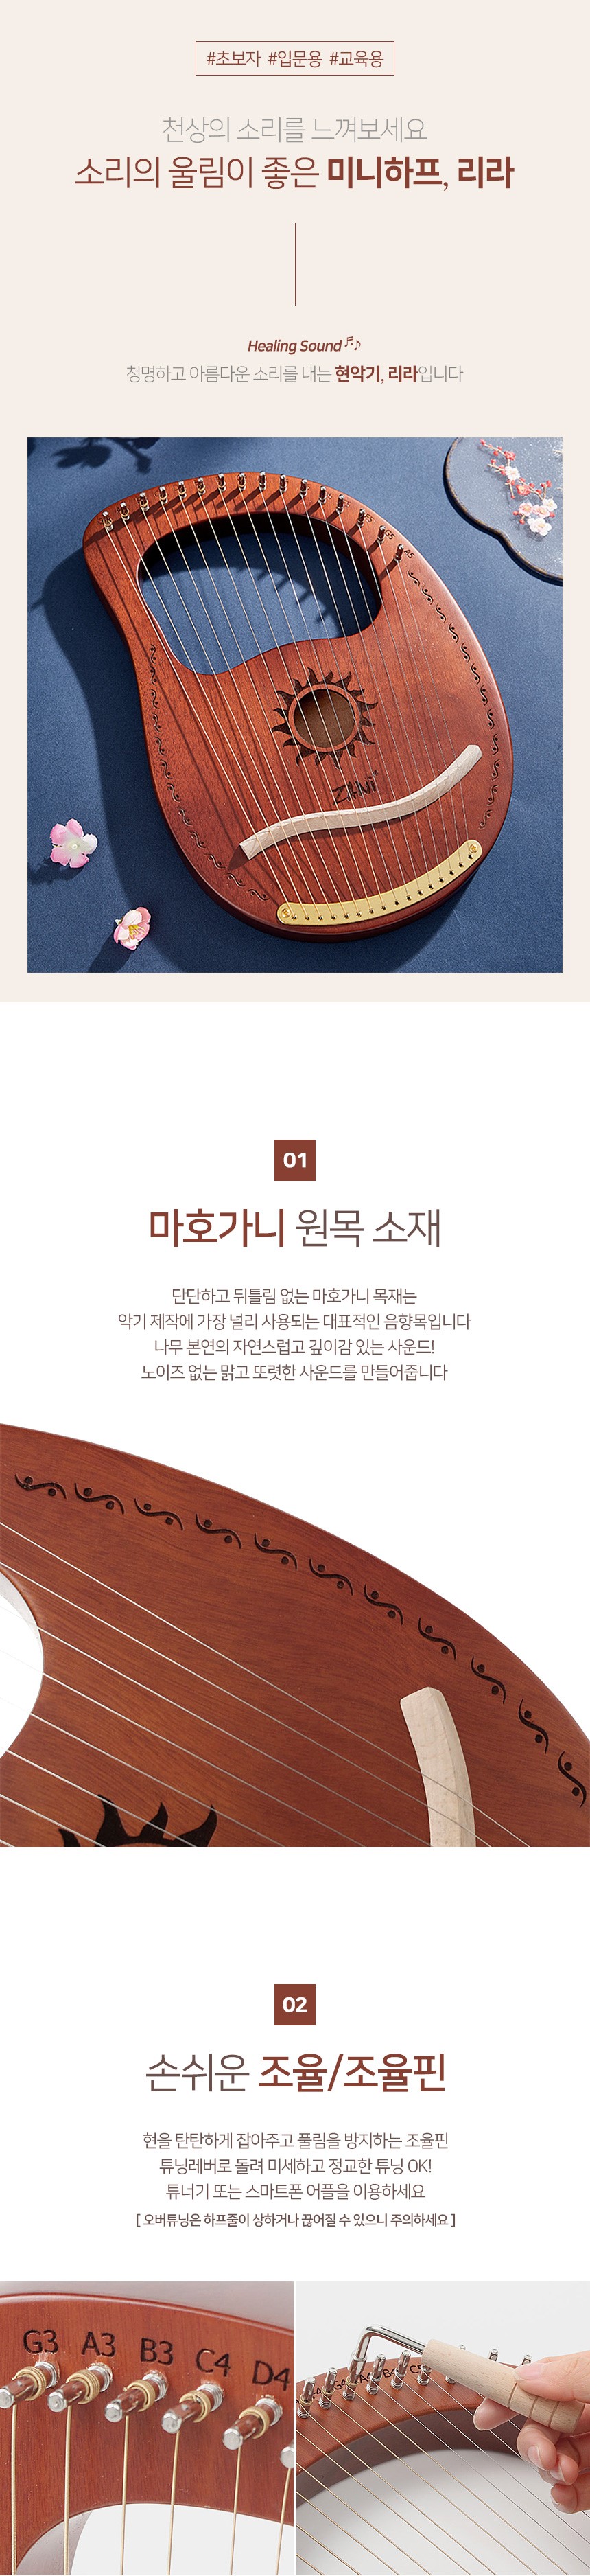 #초보자 #입문용 #교육용
천상의 소리를 느껴보세요
소리의 울림이 좋은 미니하프, 리라
Healing Sound
청명하고 아름다운 소리를 내는 현악기, 리라입니다
G5 A5
ZANi
01
마호가니 원목 소재
단단하고 뒤틀림 없는 마호가니 목재는
악기 제작에 가장 널리 사용되는 대표적인 음향목입니다
나무 본연의 자연스럽고 깊이감 있는 사운드!
노이즈 없는 맑고 또렷한 사운드를 만들어줍니다
02
손쉬운 조율/조율핀
현을 탄탄하게 잡아주고 풀림을 방지하는 조율핀
튜닝레버로 돌려 미세하고 정교한 튜닝 OK!
튜너기 또는 스마트폰 어플을 이용하세요
[ 오버튜닝은 하프줄이 상하거나 끊어질 수 있으니 주의하세요 ]
G3 A3 B3 C4 D4